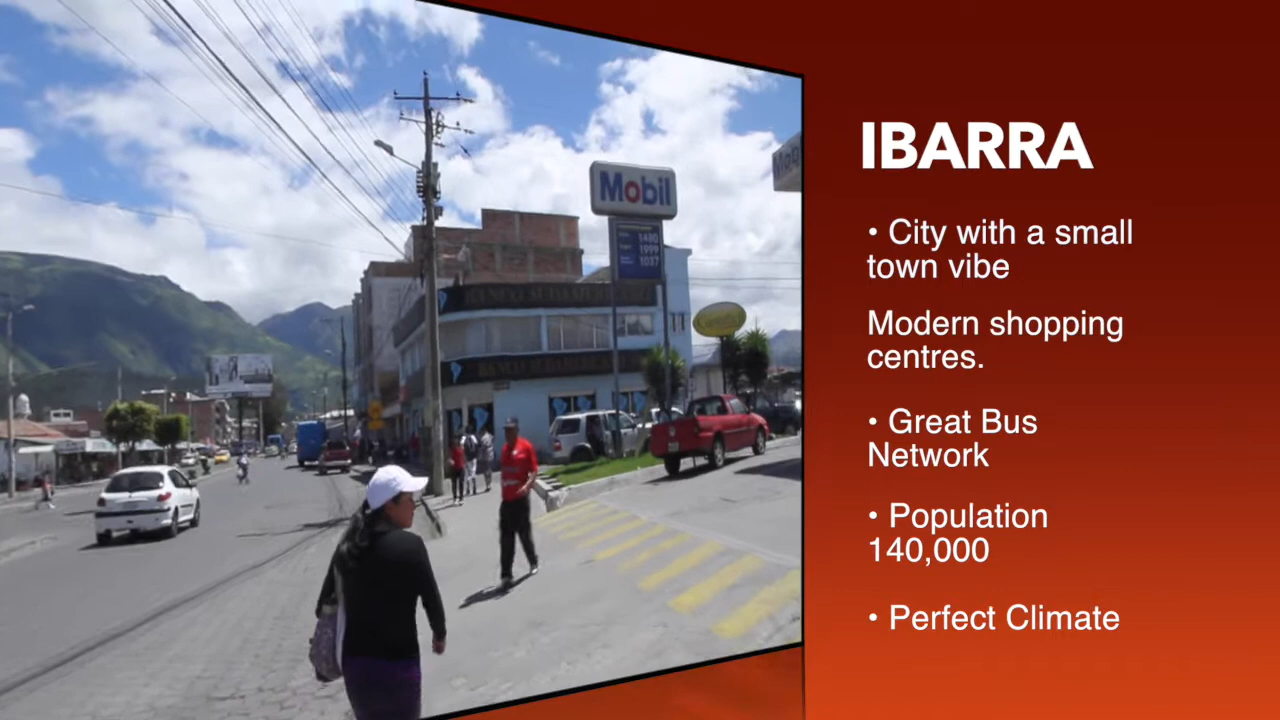 Mobil
1480
1999
1037
IBARRA
• City with a small
town vibe
Modern shopping
centres.
• Great Bus
Network
• Population
140,000
• Perfect Climate